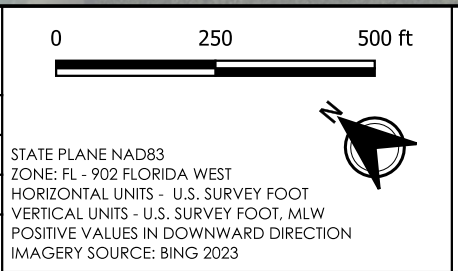 0 250 500 ft
N
STATE PLANE NAD83
ZONE: FL - 902 FLORIDA WEST
HORIZONTAL UNITS - U.S. SURVEY FOOT
VERTICAL UNITS - U.S. SURVEY FOOT, MLW
POSITIVE VALUES IN DOWNWARD DIRECTION
IMAGERY SOURCE: BING 2023